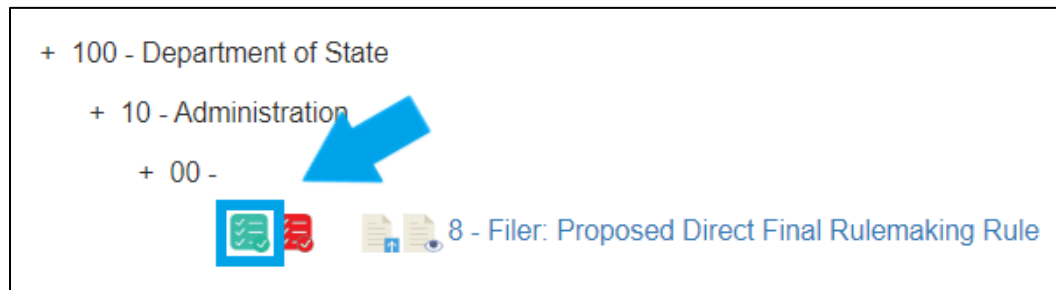 + 100 - Department of State
+ 10 - Administration
+ 00 -
8 - Filer: Proposed Direct Final Rulemaking Rule